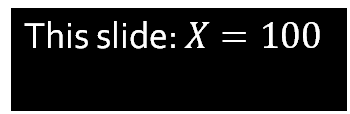 This slide: X = 100